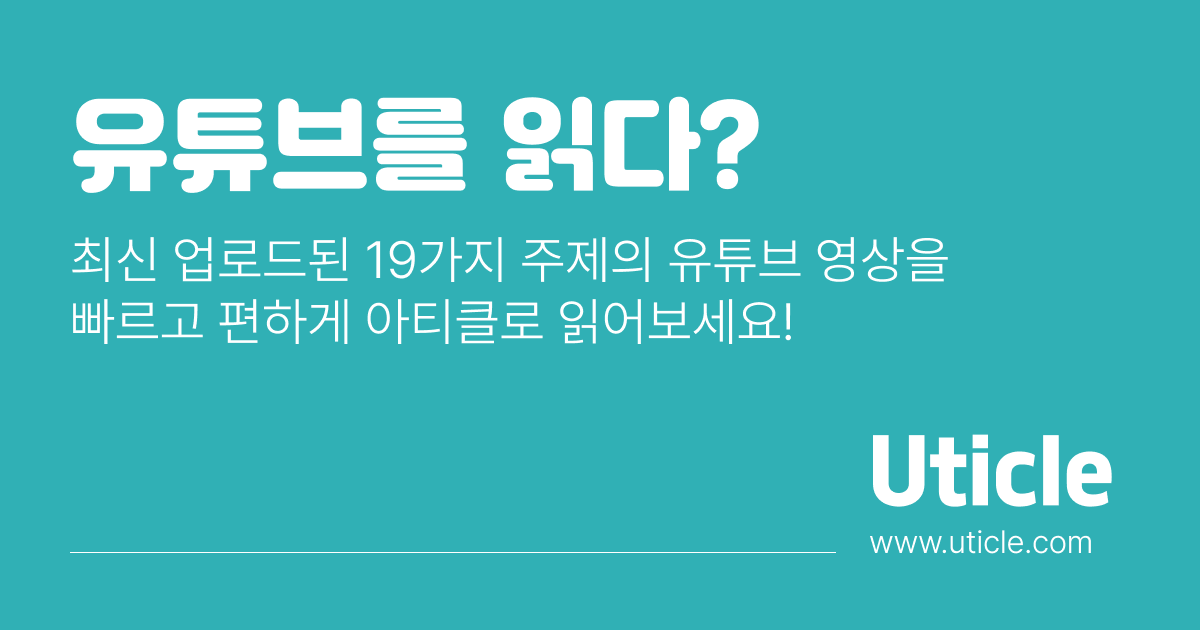 유튜브를 읽다?
최신 업로드된 19가지 주제의 유튜브 영상을
빠르고 편하게 아티클로 읽어보세요!
Uticle
www.uticle.com